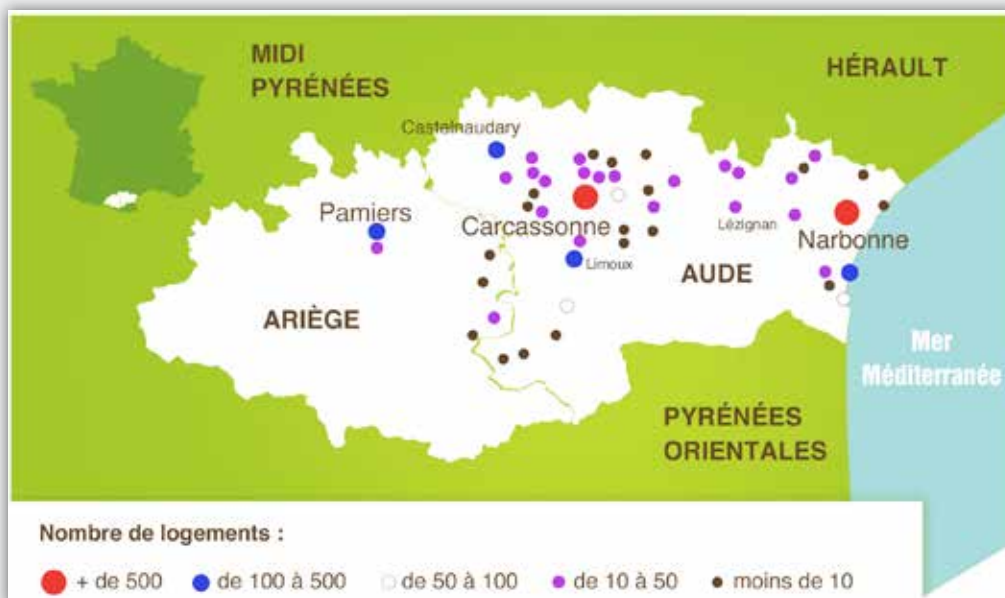 MIDI
PYRÉNÉES
HÉRAULT
Castelnaudary
Pamiers
Carcassonne
Lézignan
Narbonne
Limoux
AUDE
ARIÈGE
Mer
Méditerranée
PYRÉNÉES
ORIENTALES
Nombre de logements :
+ de 500 de 100 à 500 de 50 à 100 de 10 à 50 moins de 10